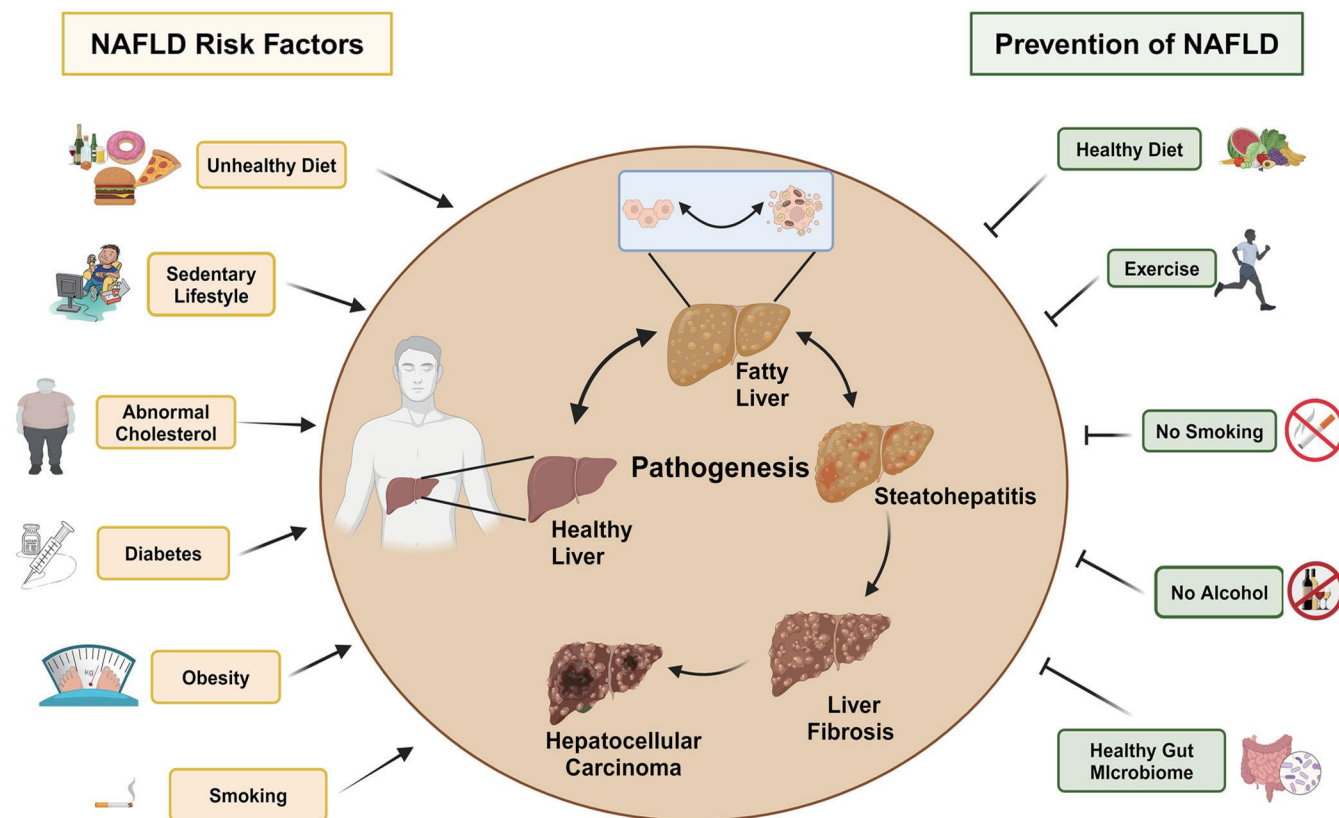 NAFLD Risk Factors
Prevention of NAFLD
Unhealthy Diet
Sedentary
Lifestyle
Abnormal
Cholesterol
Diabetes
Obesity
Smoking
kg
Fatty
Liver
Pathogenesis
Steatohepatitis
Healthy
Liver
Liver
Fibrosis
Hepatocellular
Carcinoma
Healthy Diet
Exercise
No Smoking
No Alcohol
Healthy Gut
MIcrobiome